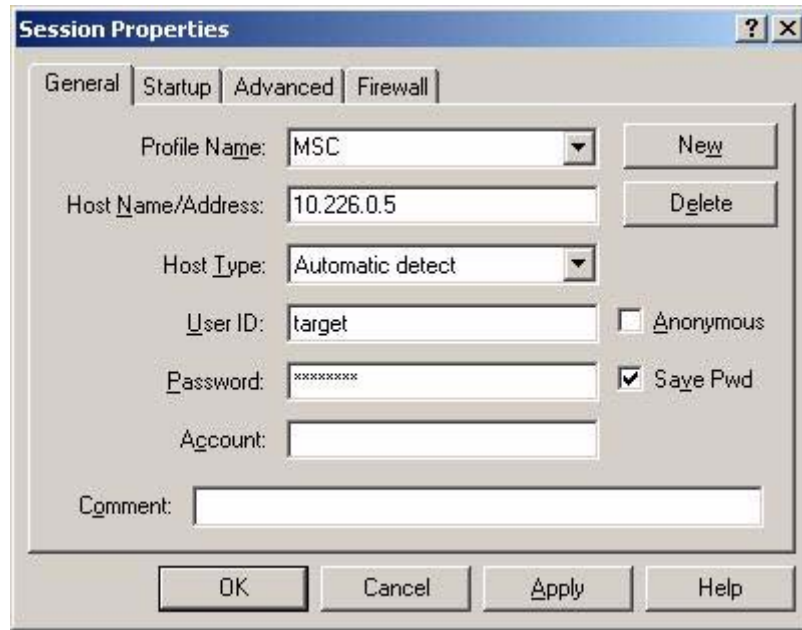 Session Properties
General Startup Advanced Firewall
Profile Name: MSC New
Host Name/Address: 10.226.0.5 Delete
Host Type: Automatic detect
User ID: target Anonymous
Password: ******** Save Pwd
Account:
Comment:
OK Cancel Apply Help